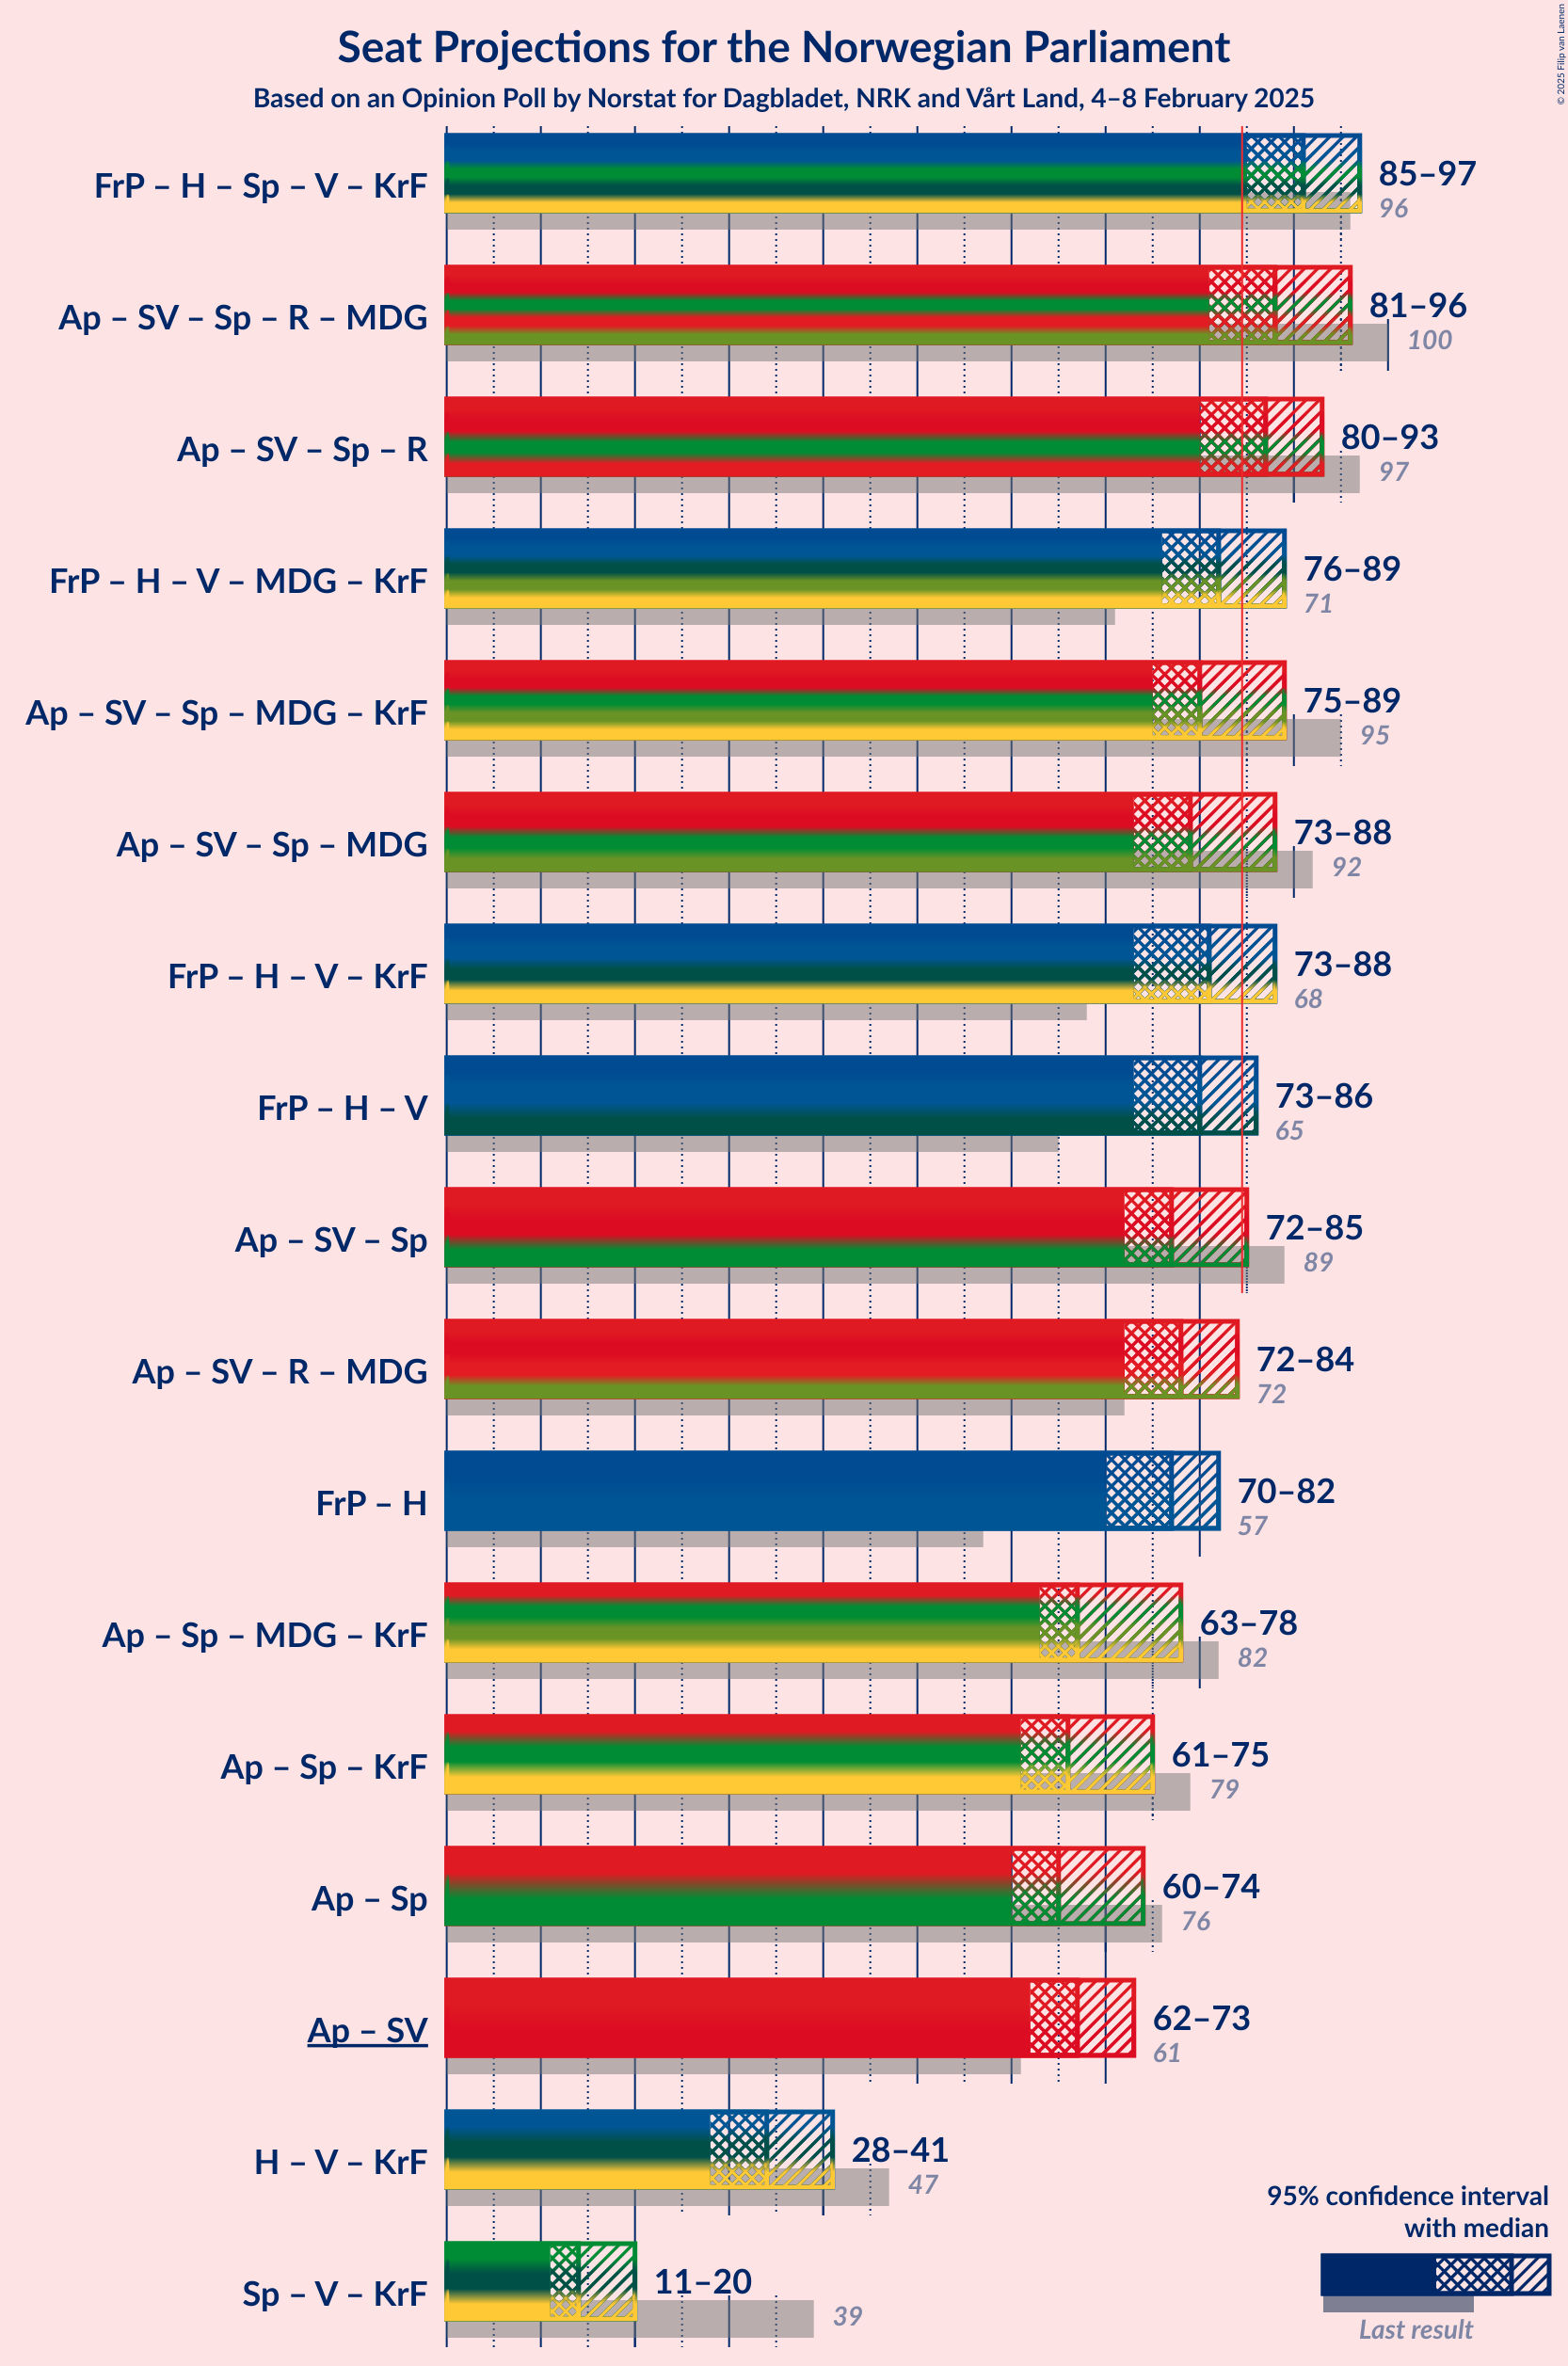 Seat Projections for the Norwegian Parliament
Based on an Opinion Poll by Norstat for Dagbladet, NRK and Vårt Land, 4–8 February 2025
© 2025 Filip van Laenen
FrP – H – Sp – V – KrF
85–97
96
Ap – SV – Sp – R – MDG
81–96
100
Ap – SV – Sp – R
80–93
97
FrP – H – V – MDG – KrF
76–89
71
Ap – SV – Sp – MDG – KrF
75–89
95
Ap – SV – Sp – MDG
73–88
92
FrP – H – V – KrF
73–88
68
FrP – H – V
73–86
65
Ap – SV – Sp
72–85
89
Ap – SV – R – MDG
72–84
72
FrP – H
70–82
57
Ap – Sp – MDG – KrF
63–78
82
Ap – Sp – KrF
61–75
79
Ap – Sp
60–74
76
Ap – SV
62–73
61
H – V – KrF
28–41
47
Sp – V – KrF
11–20
39
95% confidence interval
with median
Last result